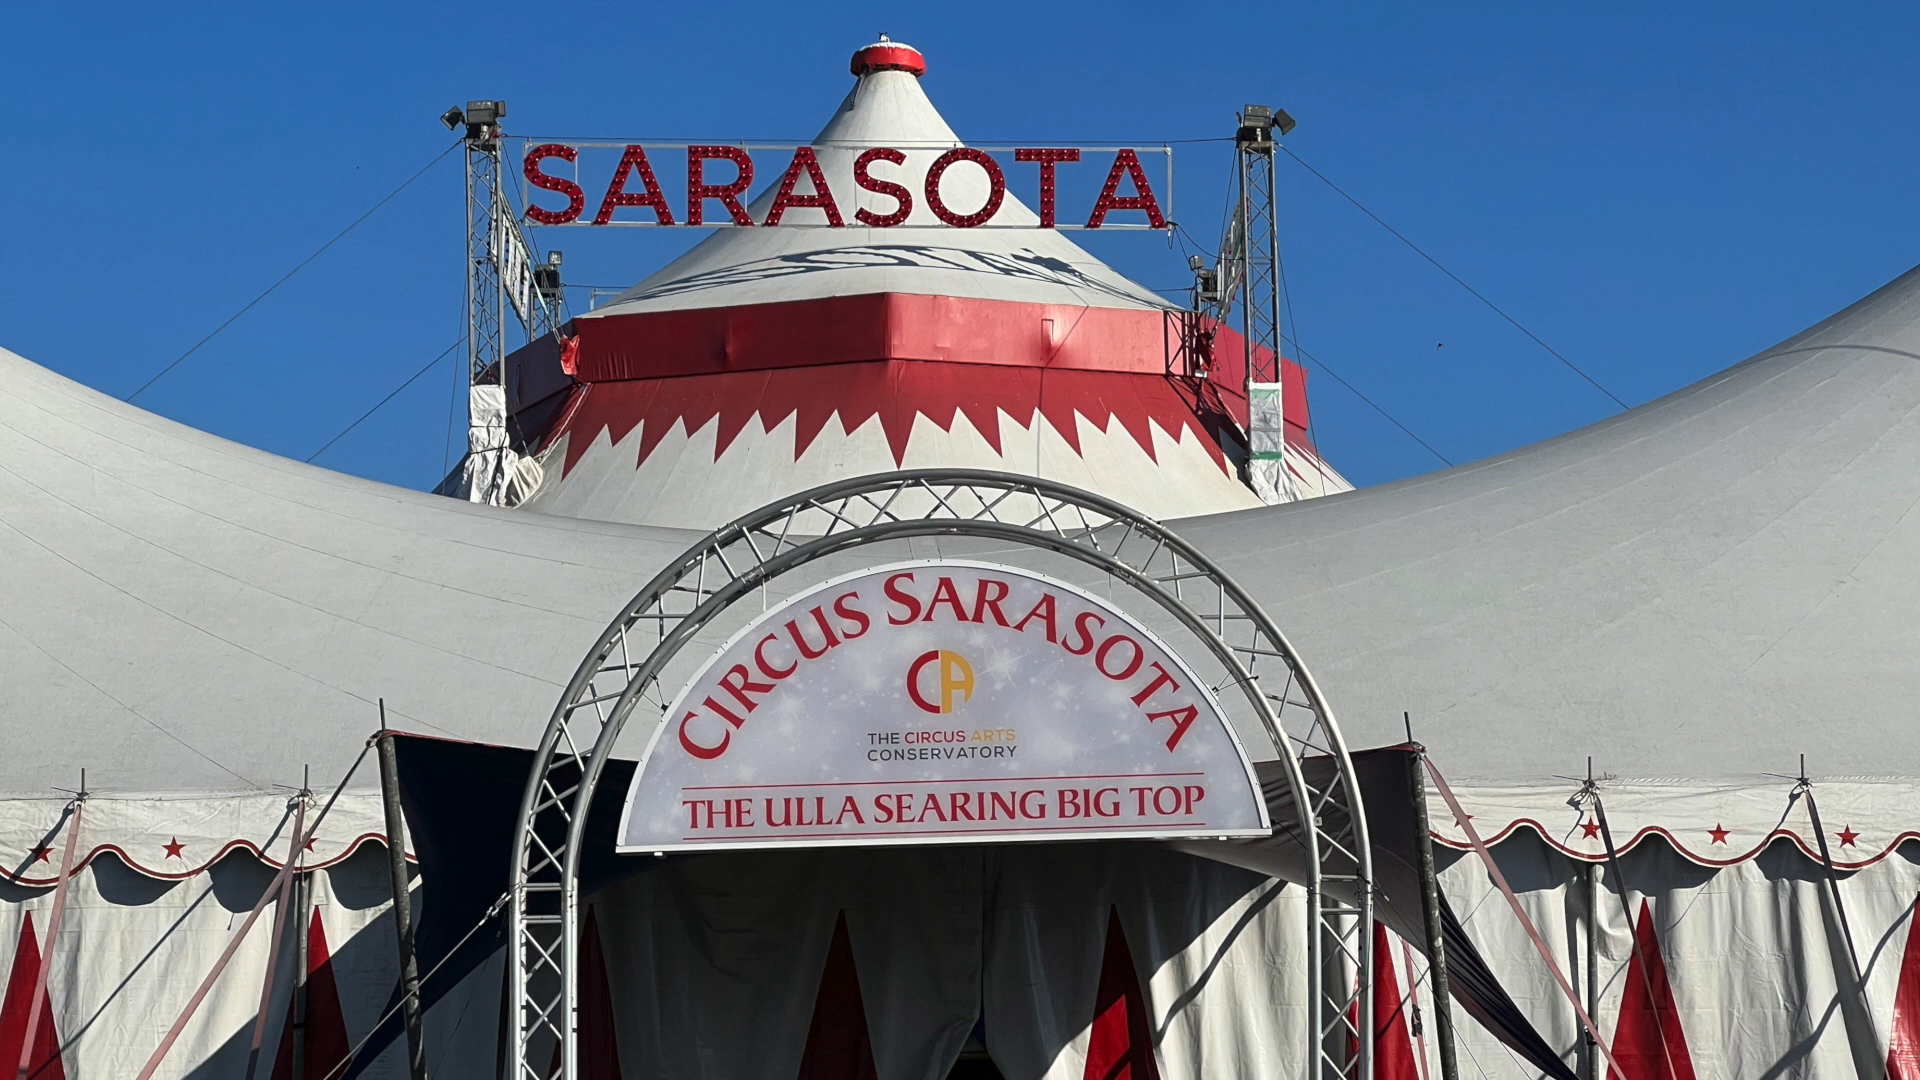 SARASOTA
CIRCUS SARASOTA
CA
THE CIRCUS ARTS
CONSERVATORY
THE ULLA SEARING BIG TOP